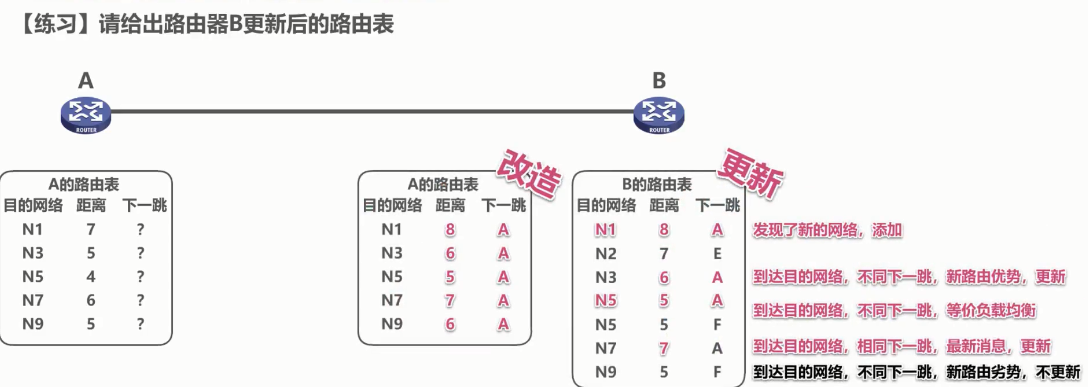 【练习】请给出路由器B更新后的路由表
A
B
ROUTER
ROUTER
改造
更新
A的路由表
目的网络 距离 下一跳
N1 7 ?
N3 5 ?
N5 4 ?
N7 6 ?
N9 5 ?
A的路由表
目的网络 距离 下一跳
N1 8 A
N3 6 A
N5 5 A
N7 7 A
N9 6 A
B的路由表
目的网络 距离 下一跳
N1 8 A
N2 7 E
N3 6 A
N5 5 A
N5 5 F
N7 7 A
N9 5 F
发现了新的网络，添加
到达目的网络，不同下一跳，新路由优势，更新
到达目的网络，不同下一跳，等价负载均衡
到达目的网络，相同下一跳，最新消息，更新
到达目的网络，不同下一跳，新路由劣势，不更新